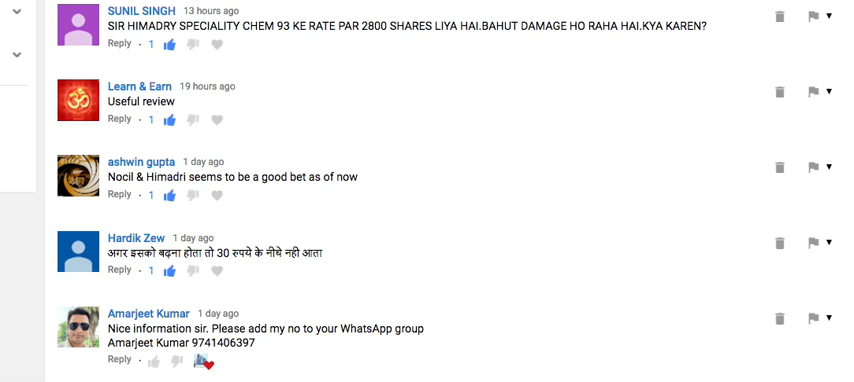 SUNIL SINGH 13 hours ago
SIR HIMADRY SPECIALITY CHEM 93 KE RATE PAR 2800 SHARES LIYA HAI.BAHUT DAMAGE HO RAHA HAI.KYA KAREN?
Reply · 1
Learn & Earn 19 hours ago
Useful review
Reply · 1
ashwin gupta 1 day ago
Nocil & Himadri seems to be a good bet as of now
Reply · 1
Hardik Zew 1 day ago
अगर इसको बढ़ना होता तो 30 रुपये के नीचे नही आता
Reply · 1
Amarjeet Kumar 1 day ago
Nice information sir. Please add my no to your WhatsApp group
Amarjeet Kumar 9741406397
Reply ·